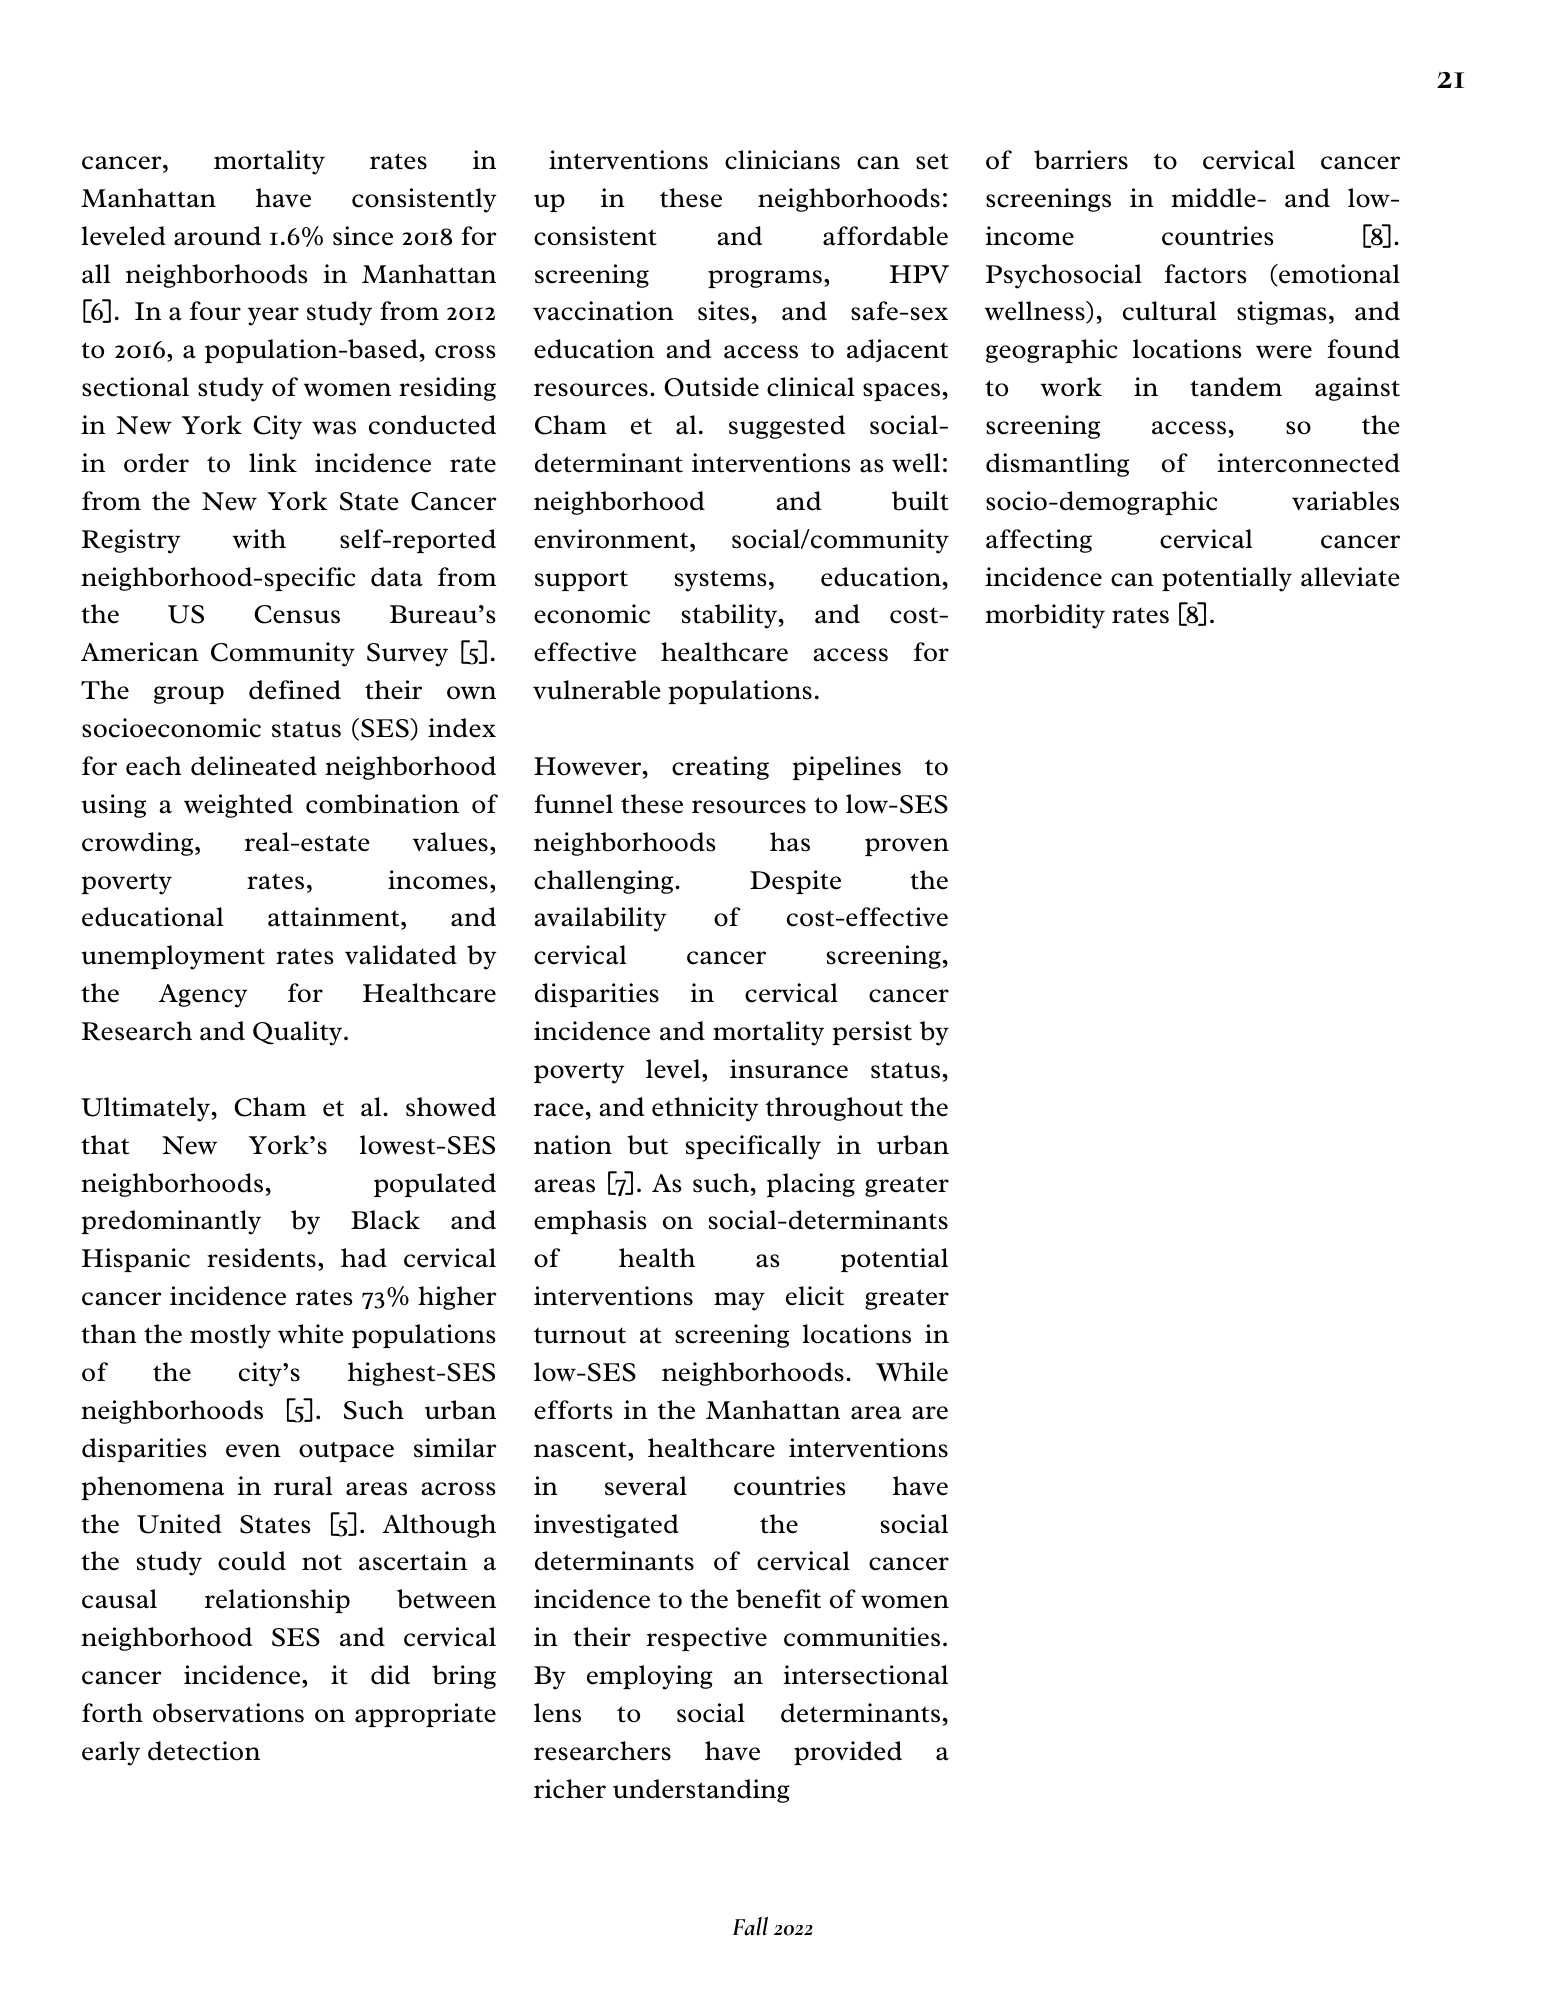 21
cancer, mortality rates in
Manhattan have consistently
leveled around 1.6% since 2018 for
all neighborhoods in Manhattan
[6]. In a four year study from 2012
to 2016, a population-based, cross
sectional study of women residing
in New York City was conducted
in order to link incidence rate
from the New York State Cancer
Registry with self-reported
neighborhood-specific data from
the US Census Bureau’s
American Community Survey [5].
The group defined their own
socioeconomic status (SES) index
for each delineated neighborhood
using a weighted combination of
crowding, real-estate values,
poverty rates, incomes,
educational attainment, and
unemployment rates validated by
the Agency for Healthcare
Research and Quality.
Ultimately, Cham et al. showed
that New York’s lowest-SES
neighborhoods, populated
predominantly by Black and
Hispanic residents, had cervical
cancer incidence rates 73% higher
than the mostly white populations
of the city’s highest-SES
neighborhoods [5]. Such urban
disparities even outpace similar
phenomena in rural areas across
the United States [5]. Although
the study could not ascertain a
causal relationship between
neighborhood SES and cervical
cancer incidence, it did bring
forth observations on appropriate
early detection
interventions clinicians can set
up in these neighborhoods:
consistent and affordable
screening programs, HPV
vaccination sites, and safe-sex
education and access to adjacent
resources. Outside clinical spaces,
Cham et al. suggested social-
determinant interventions as well:
neighborhood and built
environment, social/community
support systems, education,
economic stability, and cost-
effective healthcare access for
vulnerable populations.
However, creating pipelines to
funnel these resources to low-SES
neighborhoods has proven
challenging. Despite the
availability of cost-effective
cervical cancer screening,
disparities in cervical cancer
incidence and mortality persist by
poverty level, insurance status,
race, and ethnicity throughout the
nation but specifically in urban
areas [7]. As such, placing greater
emphasis on social-determinants
of health as potential
interventions may elicit greater
turnout at screening locations in
low-SES neighborhoods. While
efforts in the Manhattan area are
nascent, healthcare interventions
in several countries have
investigated the social
determinants of cervical cancer
incidence to the benefit of women
in their respective communities.
By employing an intersectional
lens to social determinants,
researchers have provided a
richer understanding
of barriers to cervical cancer
screenings in middle- and low-
income countries [8].
Psychosocial factors (emotional
wellness), cultural stigmas, and
geographic locations were found
to work in tandem against
screening access, so the
dismantling of interconnected
socio-demographic variables
affecting cervical cancer
incidence can potentially alleviate
morbidity rates [8].
Fall 2022